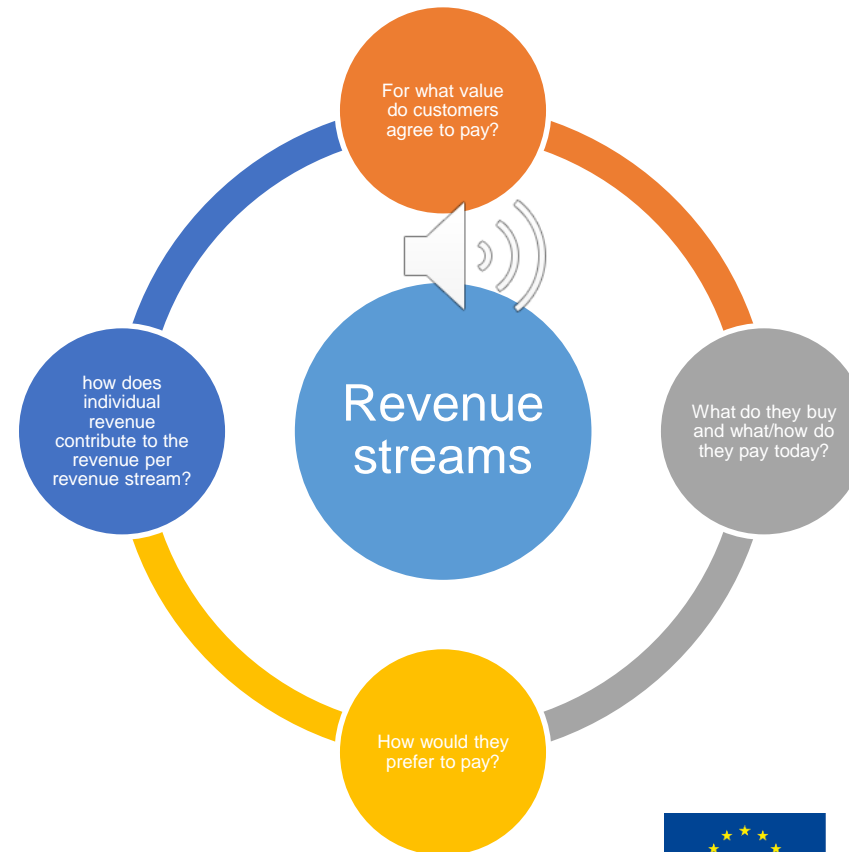 For what value
do customers
agree to pay?
Revenue
streams
What do they buy
and what/how do
they pay today?
How would they
prefer to pay?
how does
individual
revenue
contribute to the
revenue per
revenue stream?